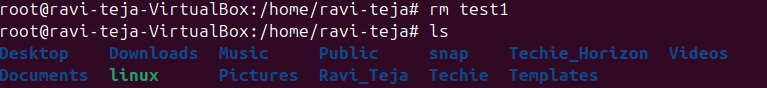 root@ravi-teja-VirtualBox:/home/ravi-teja# rm test1
root@ravi-teja-VirtualBox:/home/ravi-teja# ls
Desktop    Downloads  Music     Public     snap    Techie_Horizon  Videos
Documents  linux      Pictures  Ravi_Teja  Techie  Templates